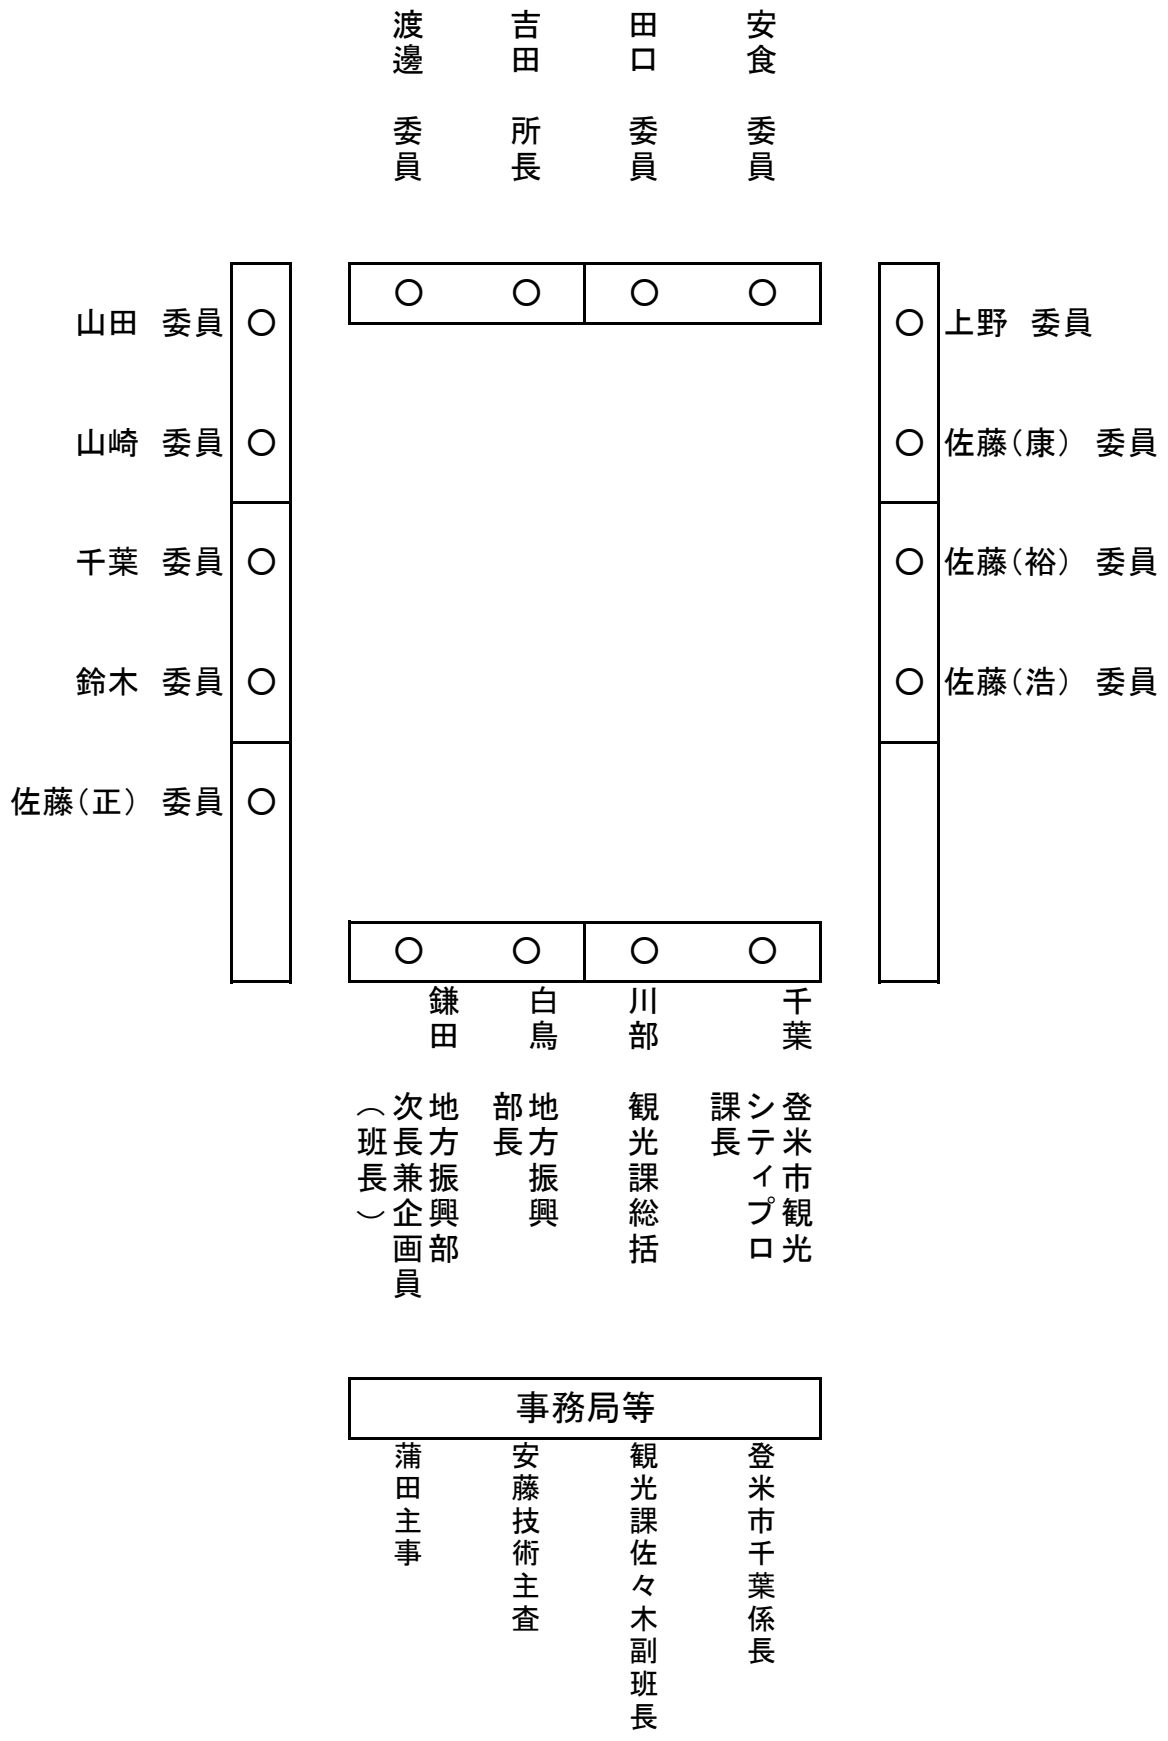 渡邊　委員
吉田　所長
田口　委員
安食　委員
○ ○ ○ ○
山田　委員 ○
山崎　委員 ○
千葉　委員 ○
鈴木　委員 ○
佐藤（正）　委員 ○
○ 上野　委員
○ 佐藤（康）　委員
○ 佐藤（裕）　委員
○ 佐藤（浩）　委員
○ ○ ○ ○
鎌田　地方振興部
次長兼企画員
（班長）
白鳥　地方振興
部長
川部　観光課総括
千葉　登米市観光
シティプロ
課長
事務局等
蒲田主事
安藤技術主査
観光課佐々木副班長
登米市千葉係長